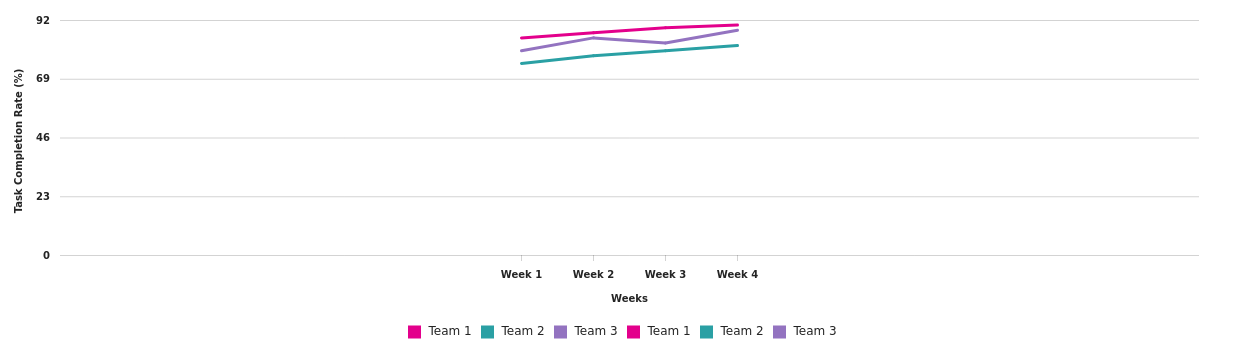 92
69
46
23
0
Task Completion Rate (%)
Week 1 Week 2 Week 3 Week 4
Weeks
Team 1 Team 2 Team 3 Team 1 Team 2 Team 3